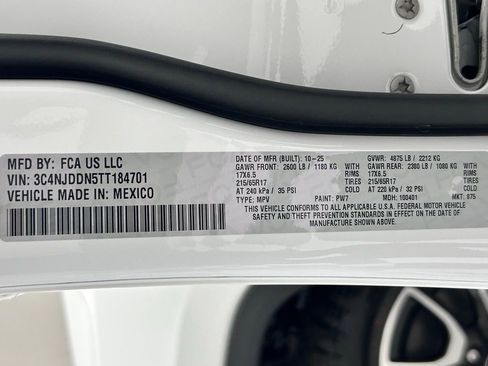 MFD BY: FCA US LLC
VIN: 3C4NJDDN5TT184701
VEHICLE MADE IN: MEXICO
DATE OF MFR (BUILT): 10-25 GVWR: 4875 LB / 2212 KG
GAWR FRONT: 2600 LB / 1180 KG GAWR REAR: 2380 LB / 1080 KG
17X6.5 RIMS 17X6.5 RIMS
215/65R17 TIRES 215/65R17 TIRES
AT 240 kPa / 35 PSI COLD AT 220 kPa / 32 PSI COLD
TYPE: MPV PAINT: PW7 MDH: 100401 MKT: 875
THIS VEHICLE CONFORMS TO ALL APPLICABLE U.S.A. FEDERAL MOTOR VEHICLE
SAFETY AND THEFT PREVENTION STANDARDS IN EFFECT ON THE DATE OF
MANUFACTURE SHOWN ABOVE.